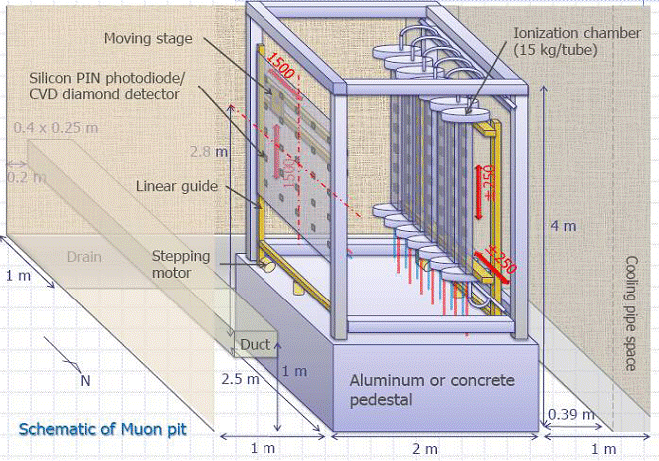 Moving stage
Ionization chamber
(15 kg/tube)
1500
Silicon PIN photodiode/
CVD diamond detector
0.4 x 0.25 m
2.8 m
1500
0.2 m
Linear guide
±250
4 m
Drain
Stepping
motor
±250
1 m
Cooling pipe space
Duct
N
2.5 m
1 m
Aluminum or concrete
pedestal
Schematic of Muon pit
0.39 m
1 m
2 m
1 m